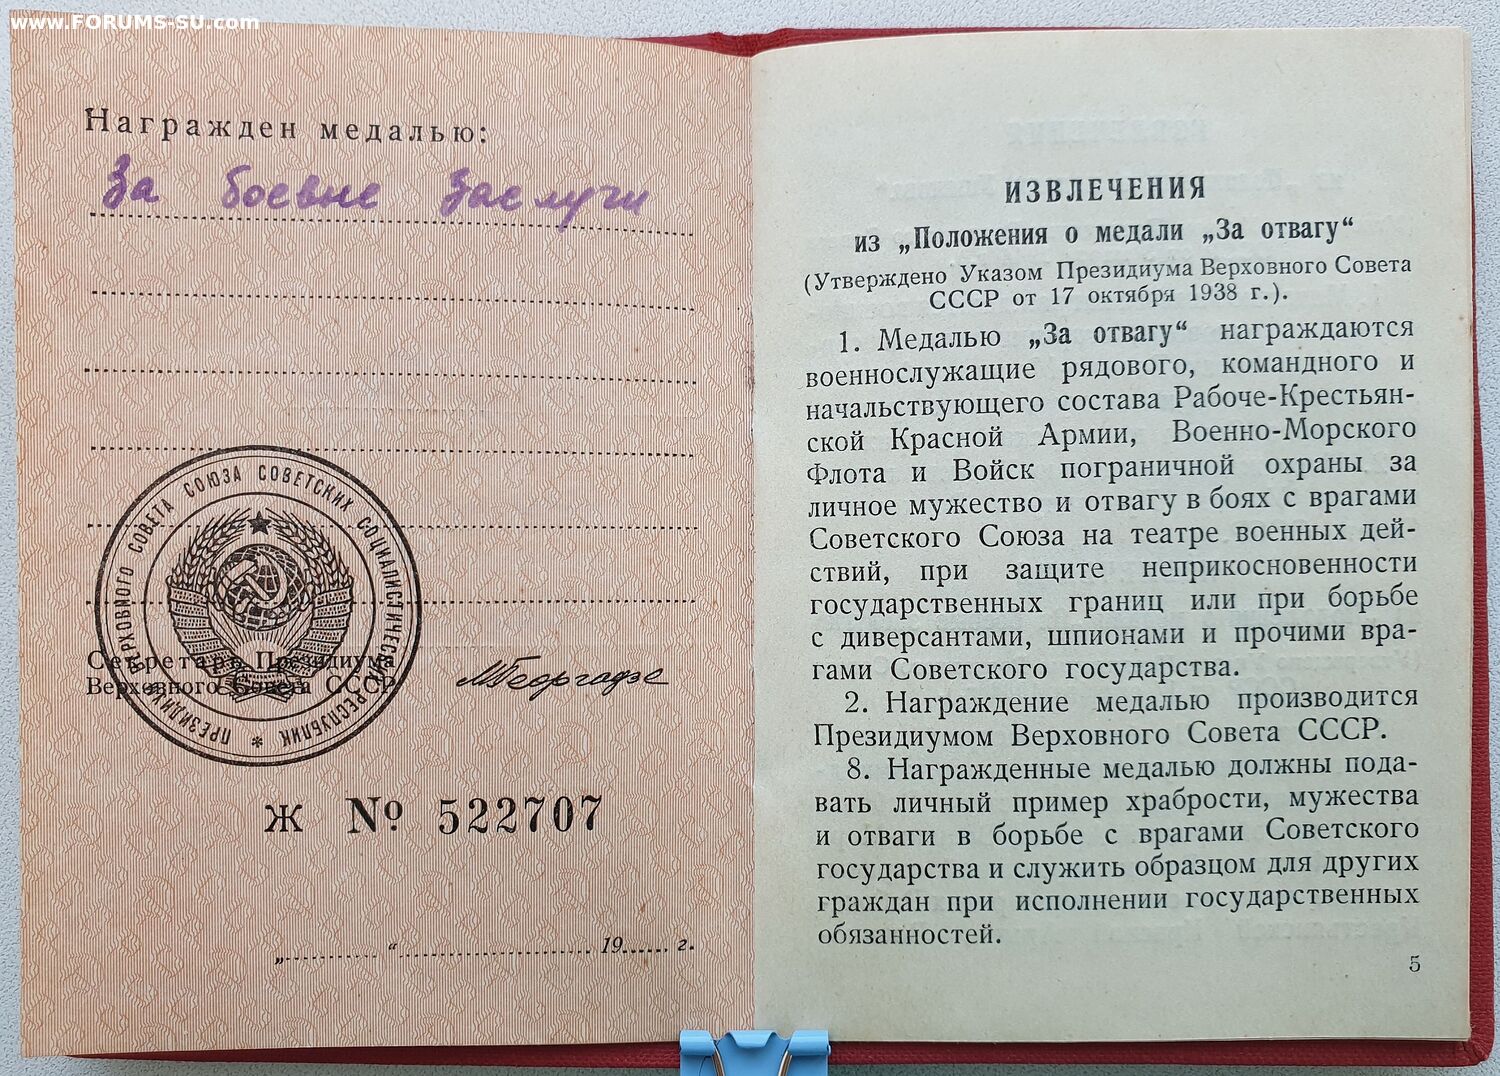 www.FORUMS-SU.com
Награжден медалью:
За боевые заслуги
ПРЕЗИДИУМ ВЕРХОВНОГО СОВЕТА СОЮЗА СОВЕТСКИХ СОЦИАЛИСТИЧЕСКИХ РЕСПУБЛИК *
Секретарь Президиума
Верховного Совета СССР
МГеоргадзе
Ж № 522707
„ “ 19 г.
ИЗВЛЕЧЕНИЯ
из „Положения о медали „За отвагу“
(Утверждено Указом Президиума Верховного Совета
СССР от 17 октября 1938 г.).
1. Медалью „За отвагу“ награждаются
военнослужащие рядового, командного и
начальствующего состава Рабоче-Крестьян-
ской Красной Армии, Военно-Морского
Флота и Войск пограничной охраны за
личное мужество и отвагу в боях с врагами
Советского Союза на театре военных дей-
ствий, при защите неприкосновенности
государственных границ или при борьбе
с диверсантами, шпионами и прочими вра-
гами Советского государства.
2. Награждение медалью производится
Президиумом Верховного Совета СССР.
8. Награжденные медалью должны пода-
вать личный пример храбрости, мужества
и отваги в борьбе с врагами Советского
государства и служить образцом для других
граждан при исполнении государственных
обязанностей.
5